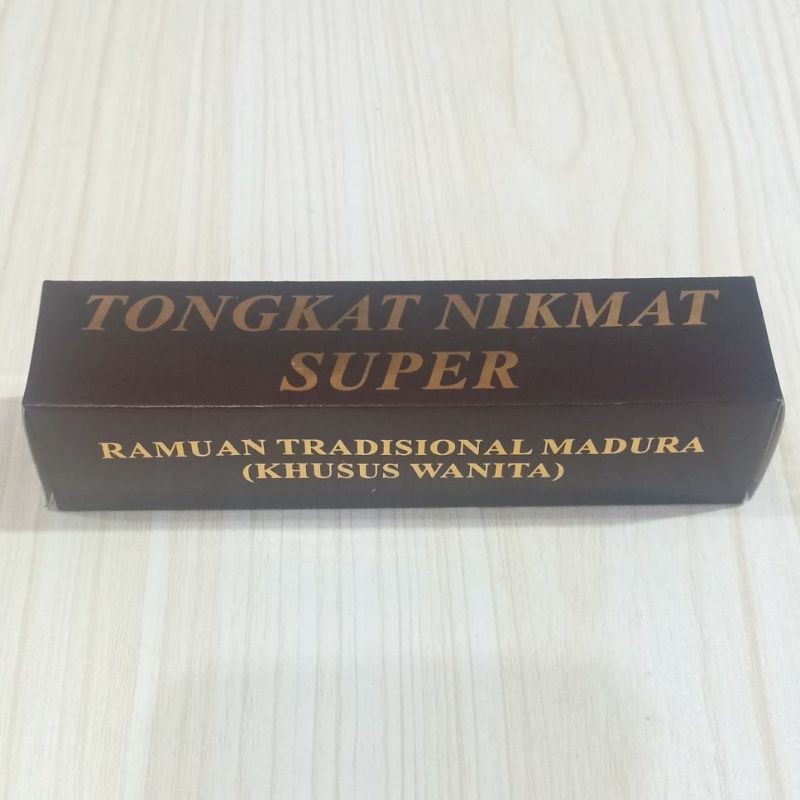 TONGKAT NIKMAT
SUPER
RAMUAN TRADISIONAL MADURA
(KHUSUS WANITA)